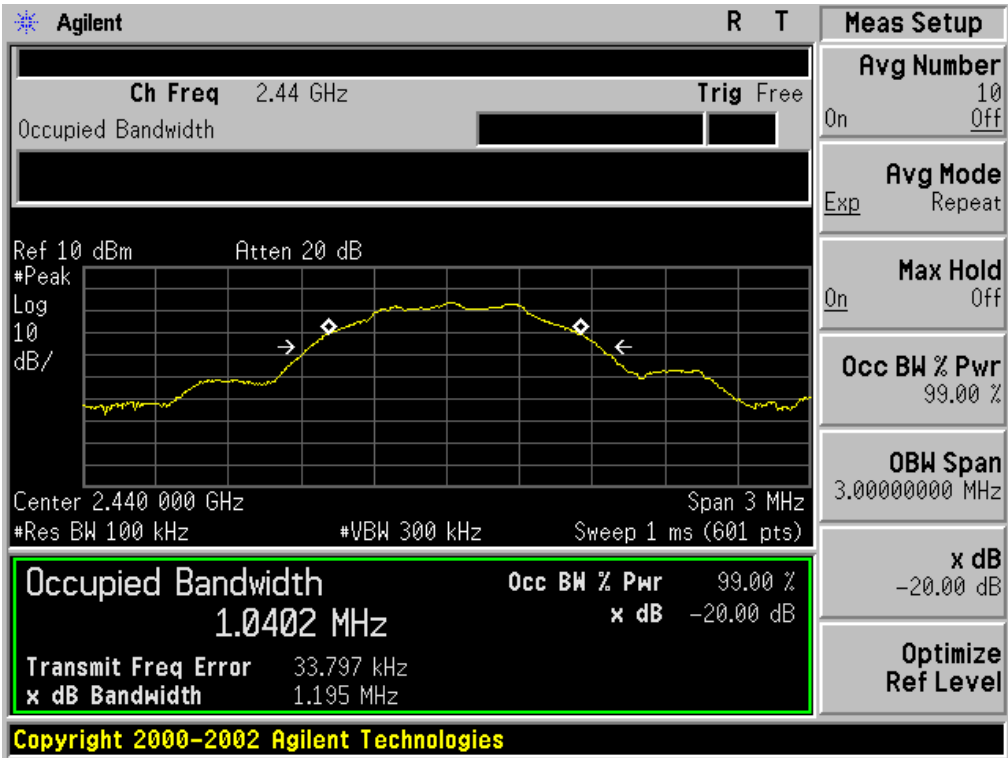 Agilent R T
Ch Freq 2.44 GHz Trig Free
Occupied Bandwidth
Ref 10 dBm Atten 20 dB
#Peak
Log
10
dB/
Center 2.440 000 GHz Span 3 MHz
#Res BW 100 kHz #VBW 300 kHz Sweep 1 ms (601 pts)
Occupied Bandwidth Occ BW % Pwr 99.00 %
1.0402 MHz x dB -20.00 dB
Transmit Freq Error 33.797 kHz
x dB Bandwidth 1.195 MHz
Copyright 2000-2002 Agilent Technologies
Meas Setup
Avg Number
10
On Off
Avg Mode
Exp Repeat
Max Hold
On Off
Occ BW % Pwr
99.00 %
OBW Span
3.00000000 MHz
x dB
-20.00 dB
Optimize
Ref Level